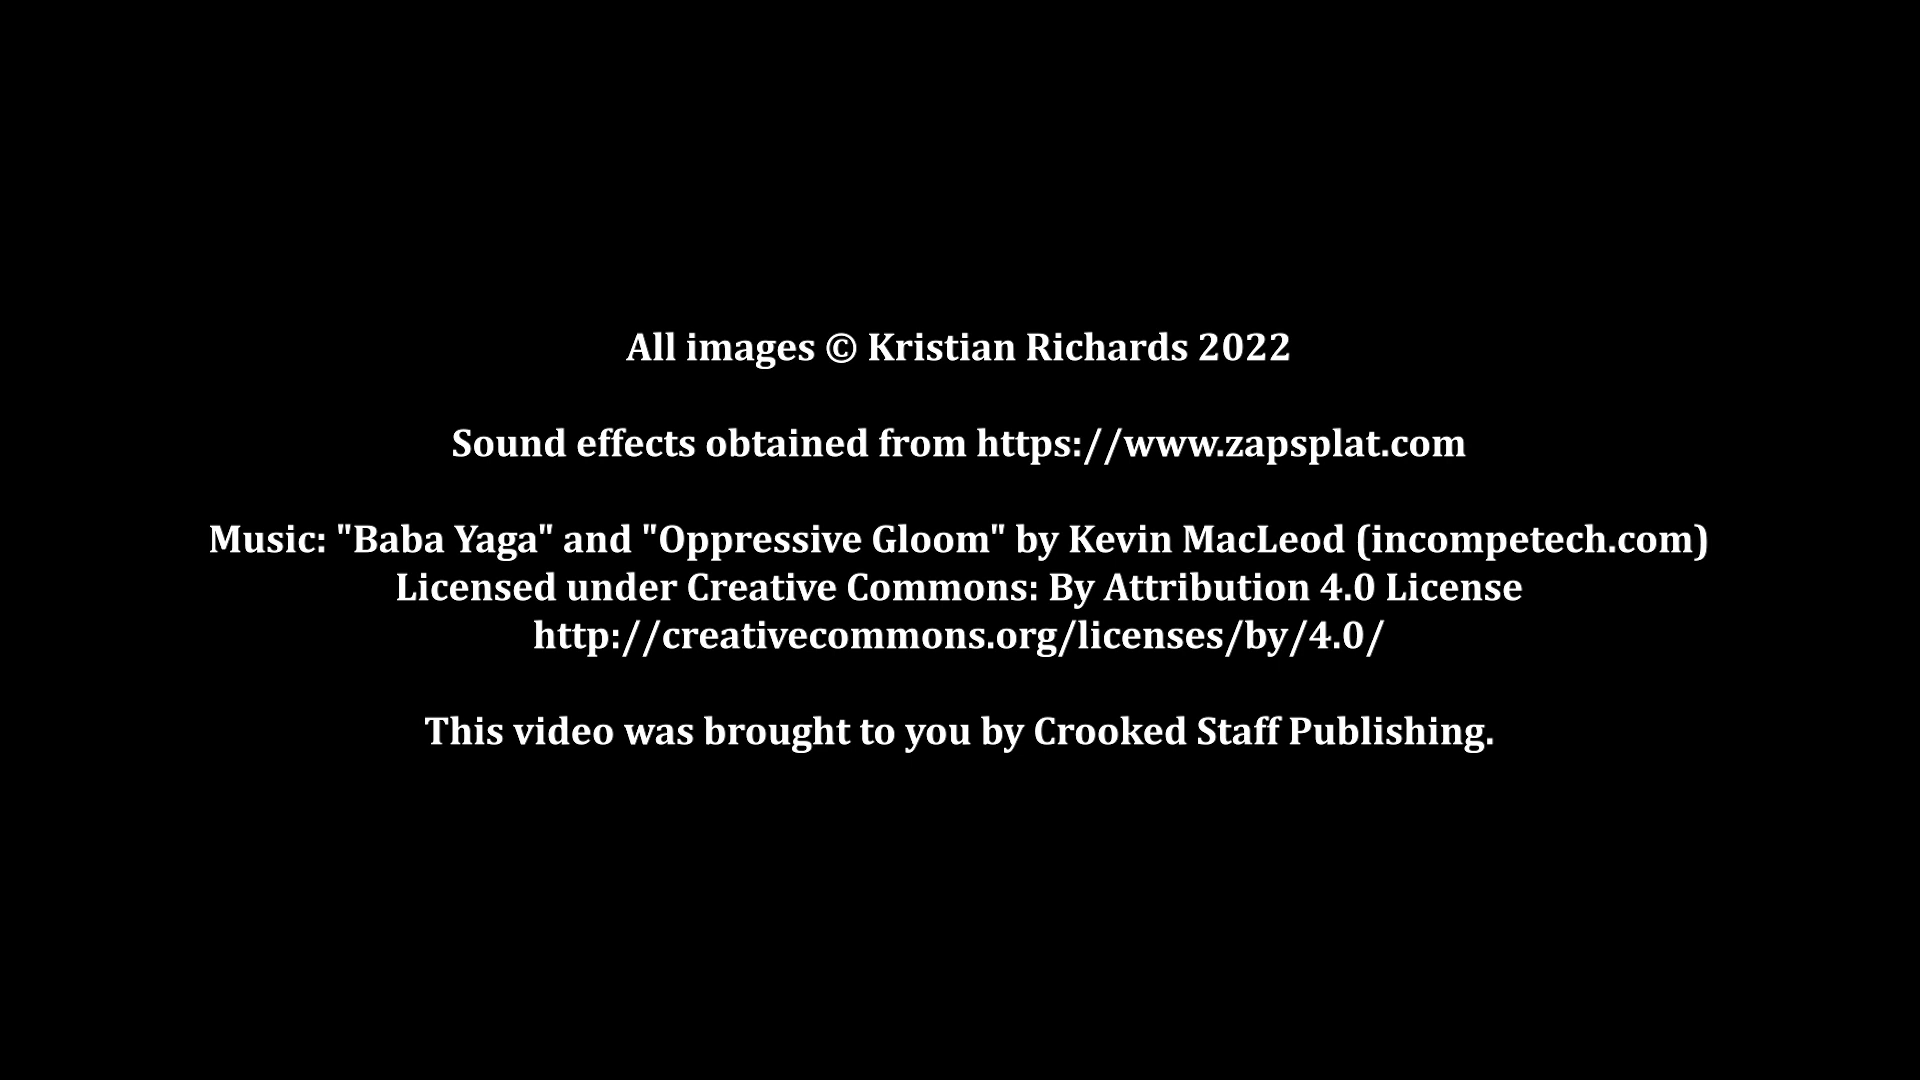 All images © Kristian Richards 2022
Sound effects obtained from https://www.zapsplat.com
Music: "Baba Yaga" and "Oppressive Gloom" by Kevin MacLeod (incompetech.com)
Licensed under Creative Commons: By Attribution 4.0 License
http://creativecommons.org/licenses/by/4.0/
This video was brought to you by Crooked Staff Publishing.